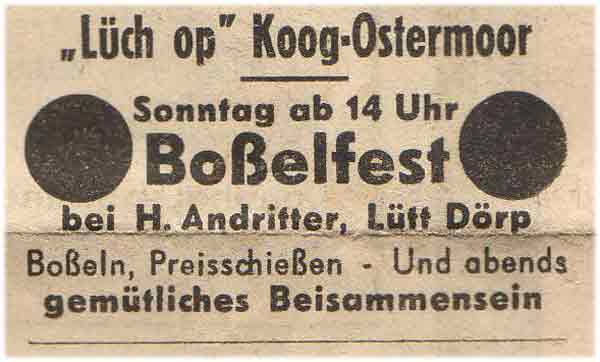 „Lüch op” Koog-Ostermoor
Sonntag ab 14 Uhr
Boßelfest
bei H. Andritter, Lütt Dörp
Boßeln, Preisschießen - Und abends
gemütliches Beisammensein